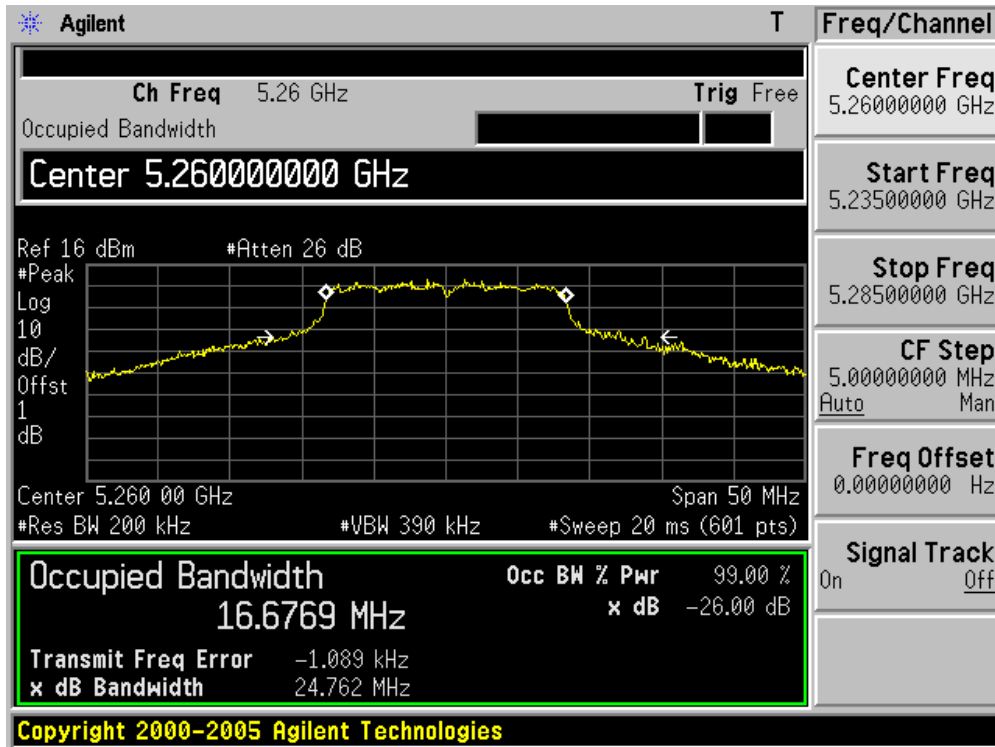 Agilent T
Ch Freq 5.26 GHz Trig Free
Occupied Bandwidth
Center 5.260000000 GHz
Ref 16 dBm #Atten 26 dB
#Peak
Log
10
dB/
Offst
1
dB
Center 5.260 00 GHz Span 50 MHz
#Res BW 200 kHz #VBW 390 kHz #Sweep 20 ms (601 pts)
Occupied Bandwidth Occ BW % Pwr 99.00 %
16.6769 MHz x dB -26.00 dB
Transmit Freq Error -1.089 kHz
x dB Bandwidth 24.762 MHz
Copyright 2000-2005 Agilent Technologies
Freq/Channel
Center Freq
5.26000000 GHz
Start Freq
5.23500000 GHz
Stop Freq
5.28500000 GHz
CF Step
5.00000000 MHz
Auto Man
Freq Offset
0.00000000 Hz
Signal Track
On Off